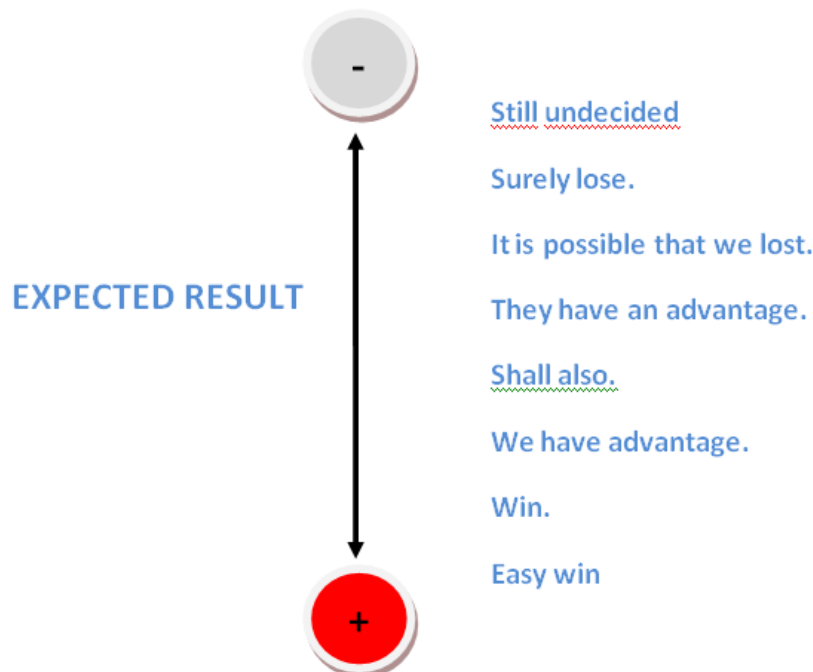 -
Still undecided
Surely lose.
It is possible that we lost.
EXPECTED RESULT
They have an advantage.
Shall also.
We have advantage.
Win.
Easy win
+